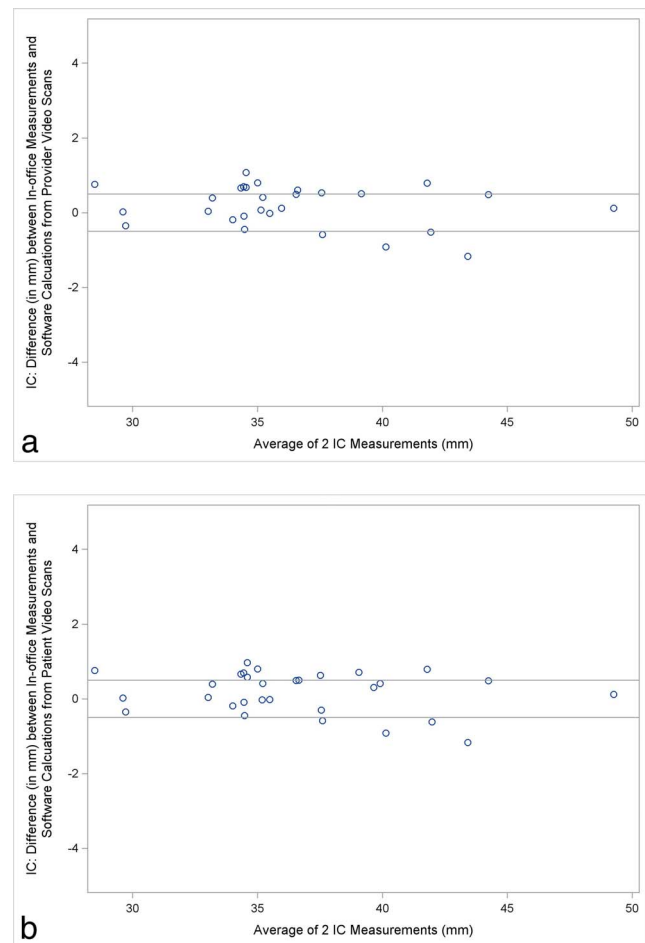 IC: Difference (in mm) between In-office Measurements and
Software Calcuations from Provider Video Scans
4
2
0
-2
-4
30 35 40 45 50
Average of 2 IC Measurements (mm)
a
IC: Difference (in mm) between In-office Measurements and
Software Calcuations from Patient Video Scans
4
2
0
-2
-4
30 35 40 45 50
Average of 2 IC Measurements (mm)
b